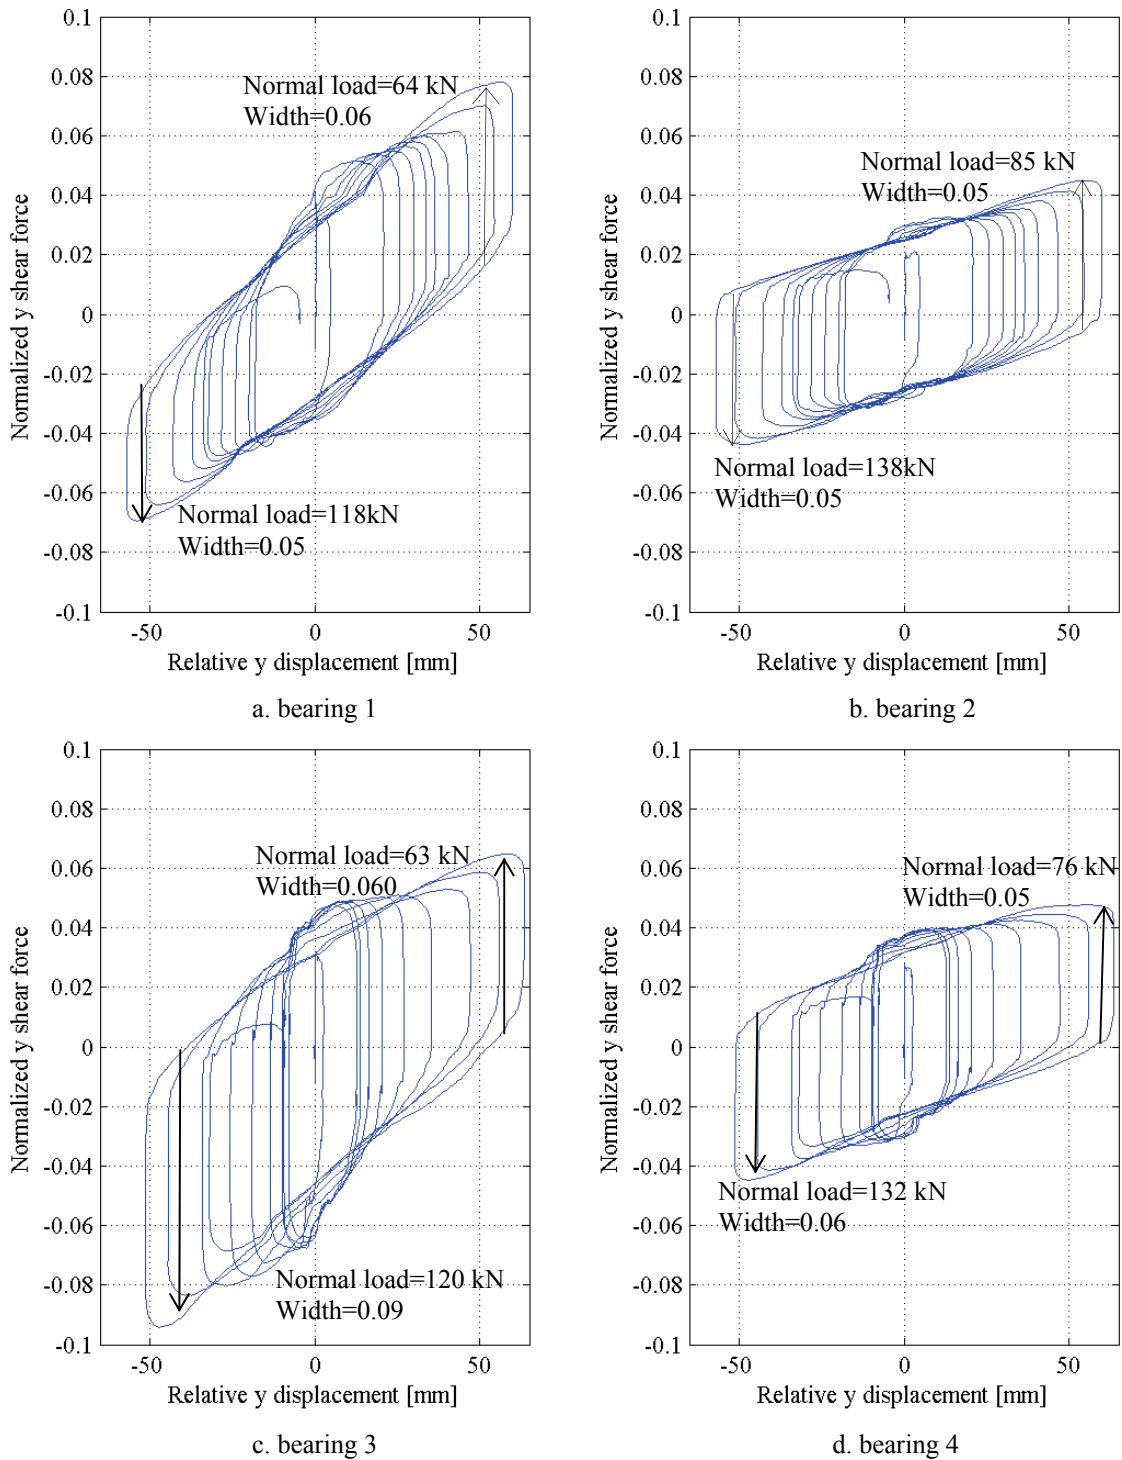 0.1
0.08
0.06
0.04
0.02
0
-0.02
-0.04
-0.06
-0.08
-0.1
Normalized y shear force
Normal load=64 kN
Width=0.06
Normal load=118kN
Width=0.05
-50
0
50
Relative y displacement [mm]
a. bearing 1
0.1
0.08
0.06
0.04
0.02
0
-0.02
-0.04
-0.06
-0.08
-0.1
Normalized y shear force
Normal load=85 kN
Width=0.05
Normal load=138kN
Width=0.05
-50
0
50
Relative y displacement [mm]
b. bearing 2
0.1
0.08
0.06
0.04
0.02
0
-0.02
-0.04
-0.06
-0.08
-0.1
Normalized y shear force
Normal load=63 kN
Width=0.060
Normal load=120 kN
Width=0.09
-50
0
50
Relative y displacement [mm]
c. bearing 3
0.1
0.08
0.06
0.04
0.02
0
-0.02
-0.04
-0.06
-0.08
-0.1
Normalized y shear force
Normal load=76 kN
Width=0.05
Normal load=132 kN
Width=0.06
-50
0
50
Relative y displacement [mm]
d. bearing 4